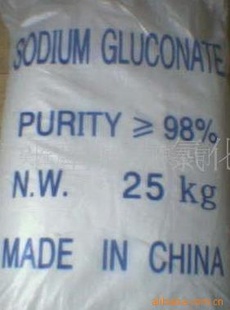 SODIUM GLUCONATE
PURITY ≥ 98%
N.W. 25 kg
MADE IN CHINA